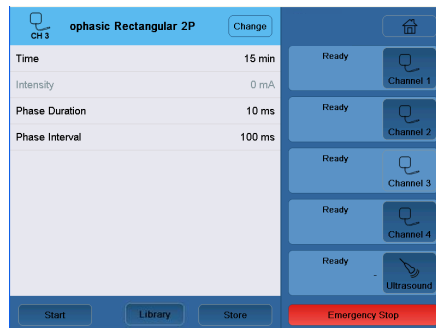 CH 3
ophasic Rectangular 2P
Change
Time 15 min
Intensity 0 mA
Phase Duration 10 ms
Phase Interval 100 ms
Start
Library
Store
Ready
Channel 1
Ready
Channel 2
Ready
Channel 3
Ready
Channel 4
Ready
-
Ultrasound
Emergency Stop